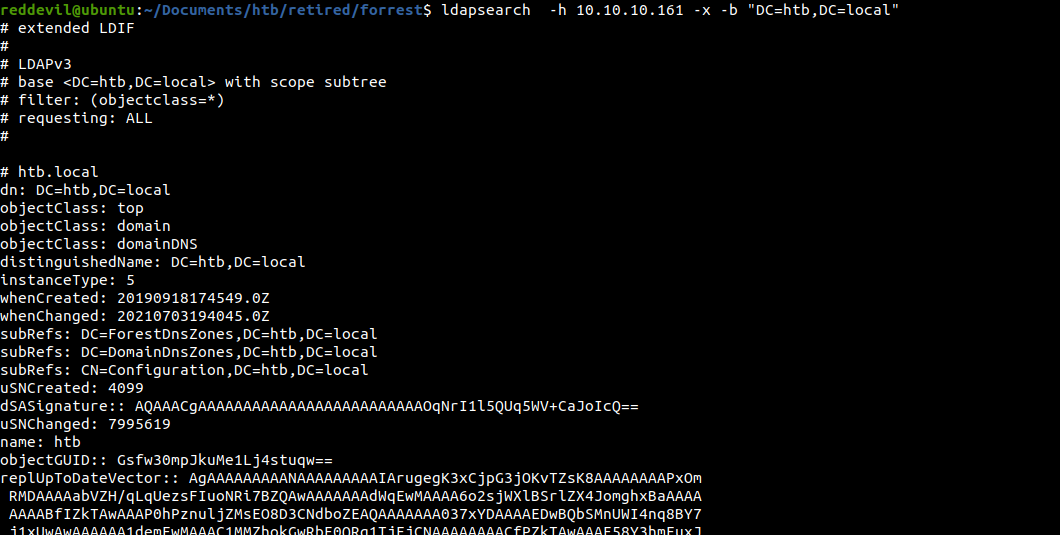 reddevil@ubuntu:~/Documents/htb/retired/forrest$ ldapsearch  -h 10.10.10.161 -x -b "DC=htb,DC=local"
# extended LDIF
#
# LDAPv3
# base <DC=htb,DC=local> with scope subtree
# filter: (objectclass=*)
# requesting: ALL
#
# htb.local
dn: DC=htb,DC=local
objectClass: top
objectClass: domain
objectClass: domainDNS
distinguishedName: DC=htb,DC=local
instanceType: 5
whenCreated: 20190918174549.0Z
whenChanged: 20210703194045.0Z
subRefs: DC=ForestDnsZones,DC=htb,DC=local
subRefs: DC=DomainDnsZones,DC=htb,DC=local
subRefs: CN=Configuration,DC=htb,DC=local
uSNCreated: 4099
dSASignature:: AQAAACgAAAAAAAAAAAAAAAAAAAAAAAAAOqNrI1l5QUq5WV+CaJoIcQ==
uSNChanged: 7995619
name: htb
objectGUID:: Gsfw30mpJkuMe1Lj4stuqw==
replUpToDateVector:: AgAAAAAAAAANAAAAAAAAAAIArugegK3xCjpG3jOKvTZsK8AAAAAAAAPxOm
RMDAAAAabVZH/qLqUezsFIuoNRi7BZQAwAAAAAAAdWqEwMAAAA6o2sjWXlBSrlZX4JomghxBaAAAA
AAAABfIZkTAwAAAP0hPznuljZMsEO8D3CNdboZEAQAAAAAAA037xYDAAAAEDwBQbSMnUWI4nq8BY7